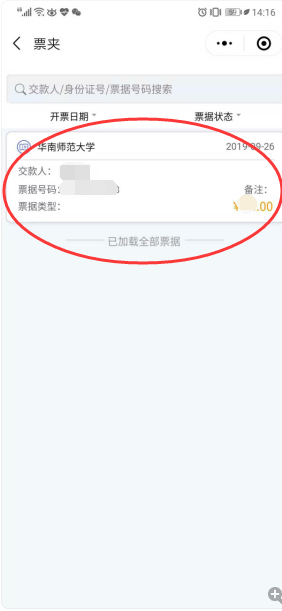 14:16
票夹
交款人/身份证号/票据号码搜索
开票日期 票据状态
华南师范大学 2019-09-26
交款人：
票据号码： 备注：
票据类型： ¥ .00
已加载全部票据